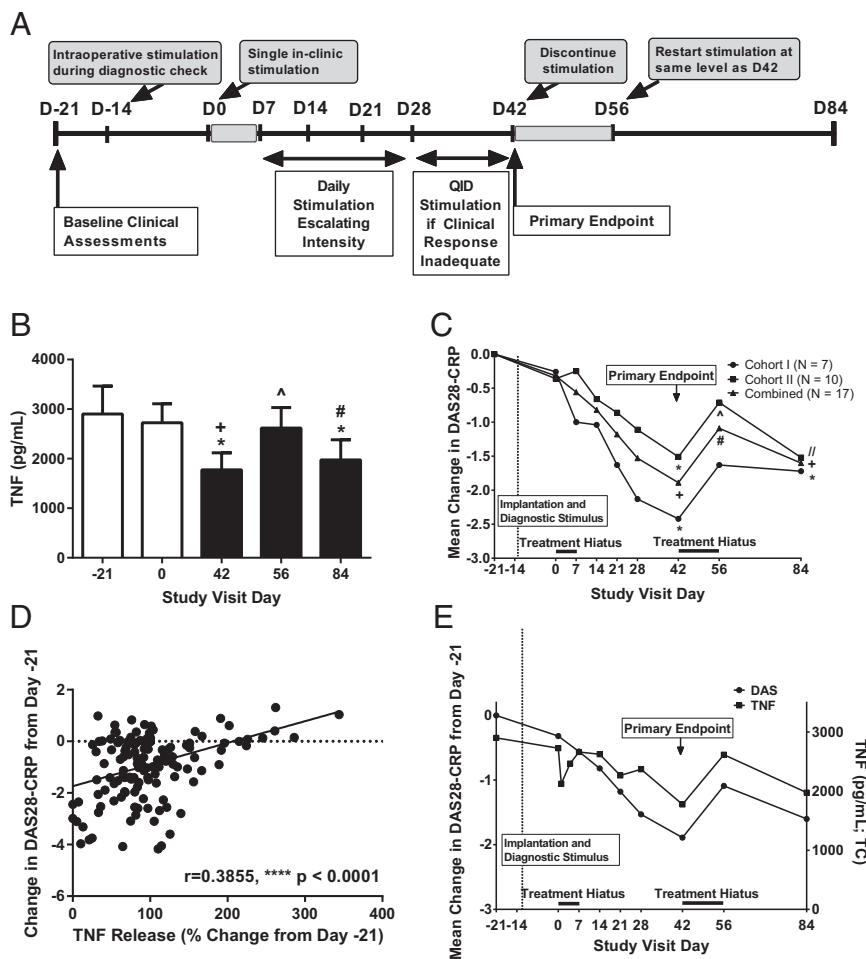 A
Intraoperative stimulation
during diagnostic check
Single in-clinic
stimulation
Discontinue
stimulation
Restart stimulation at
same level as D42
D-21
D-14
D0
D7
D14
D21
D28
D42
D56
D84
Baseline Clinical
Assessments
Daily
Stimulation
Escalating
Intensity
QID
Stimulation
if Clinical
Response
Inadequate
Primary Endpoint
B
TNF (pg/mL)
4000
3000
2000
1000
0
+
*
^
#
*
-21
0
42
56
84
Study Visit Day
C
Mean Change in DAS28-CRP
0.0
-0.5
-1.0
-1.5
-2.0
-2.5
-3.0
Primary Endpoint
Cohort I (N = 7)
Cohort II (N = 10)
Combined (N = 17)
*
+
*
^
#
//
+
*
Implantation and
Diagnostic Stimulus
Treatment Hiatus
Treatment Hiatus
-21
-14
0
7
14
21
28
42
56
84
Study Visit Day
D
Change in DAS28-CRP from Day -21
2
0
-2
-4
-6
r=0.3855, **** p < 0.0001
0
100
200
300
400
TNF Release (% Change from Day -21)
E
Mean Change in DAS28-CRP from Day -21
0
-1
-2
-3
DAS
TNF
Primary Endpoint
Implantation and
Diagnostic Stimulus
Treatment Hiatus
Treatment Hiatus
3000
2000
1000
0
TNF (pg/mL; TC)
-21
-14
0
7
14
21
28
42
56
84
Study Visit Day